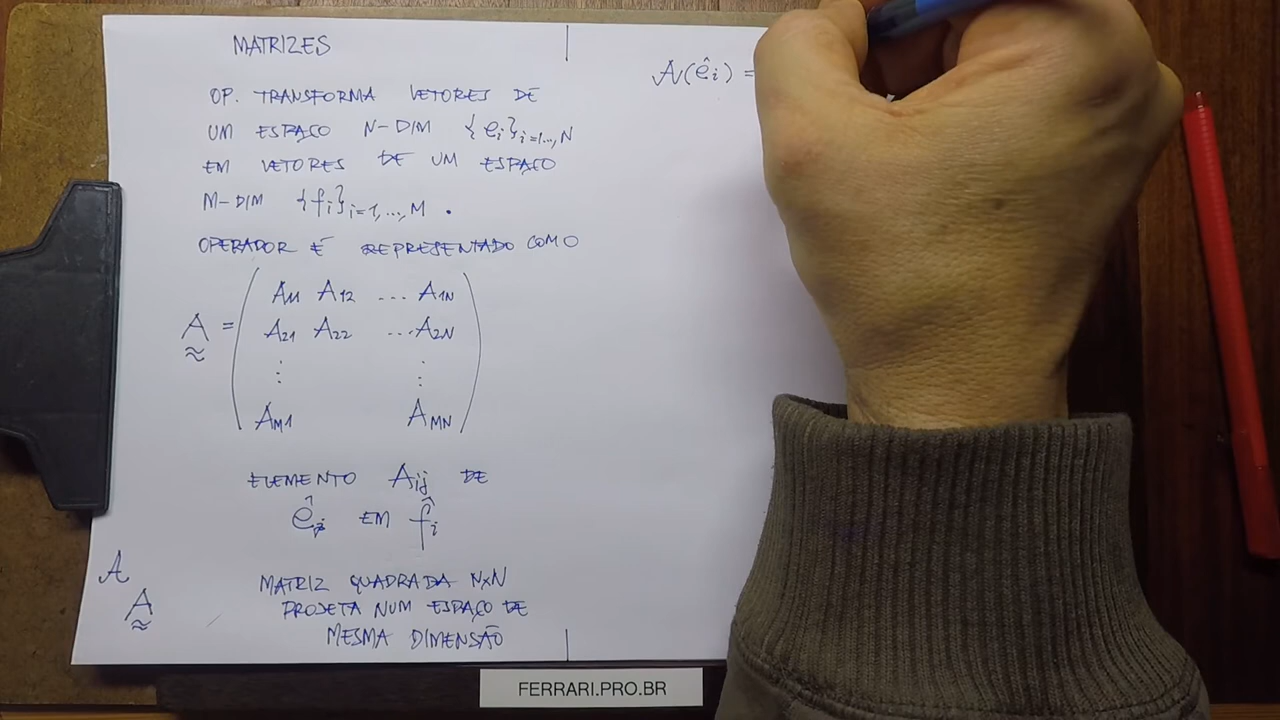 MATRIZES
OP. TRANSFORMA VETORES DE
UM ESPAÇO N-DIM {ei}i=1...,N
EM VETORES DE UM ESPAÇO
M-DIM {fi}i=1,...,M .
OPERADOR É REPRESENTADO COMO
A = ( A11 A12 ... A1N
A21 A22 ... A2N
⋮ ⋮
AM1 AMN )
≈
ELEMENTO Aij DE
êj EM f̂i
MATRIZ QUADRADA NxN
PROJETA NUM ESPAÇO DE
MESMA DIMENSÃO
A
A
≈
A(êi) =
FERRARI.PRO.BR